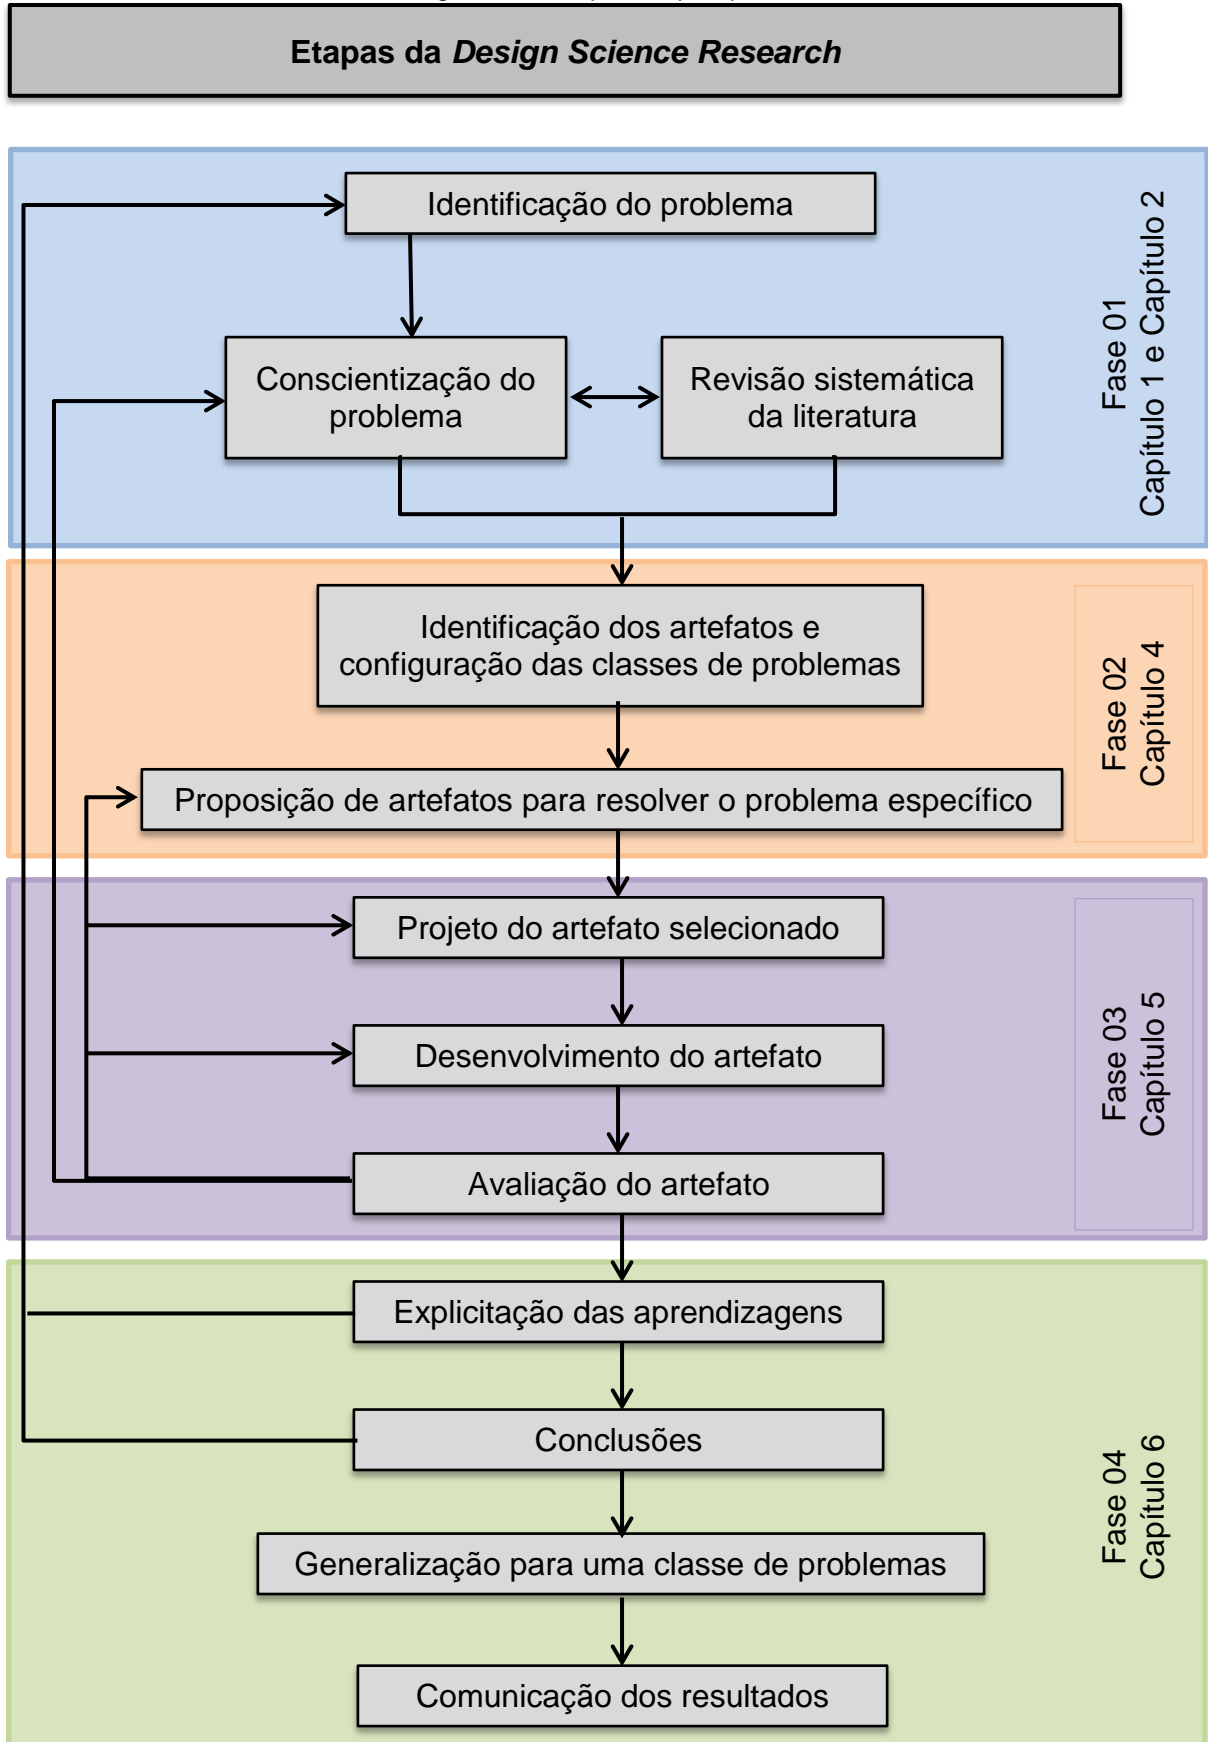 Etapas da Design Science Research
Identificação do problema
Conscientização do
problema
Revisão sistemática
da literatura
Fase 01
Capítulo 1 e Capítulo 2
Identificação dos artefatos e
configuração das classes de problemas
Proposição de artefatos para resolver o problema específico
Fase 02
Capítulo 4
Projeto do artefato selecionado
Desenvolvimento do artefato
Avaliação do artefato
Fase 03
Capítulo 5
Explicitação das aprendizagens
Conclusões
Generalização para uma classe de problemas
Comunicação dos resultados
Fase 04
Capítulo 6